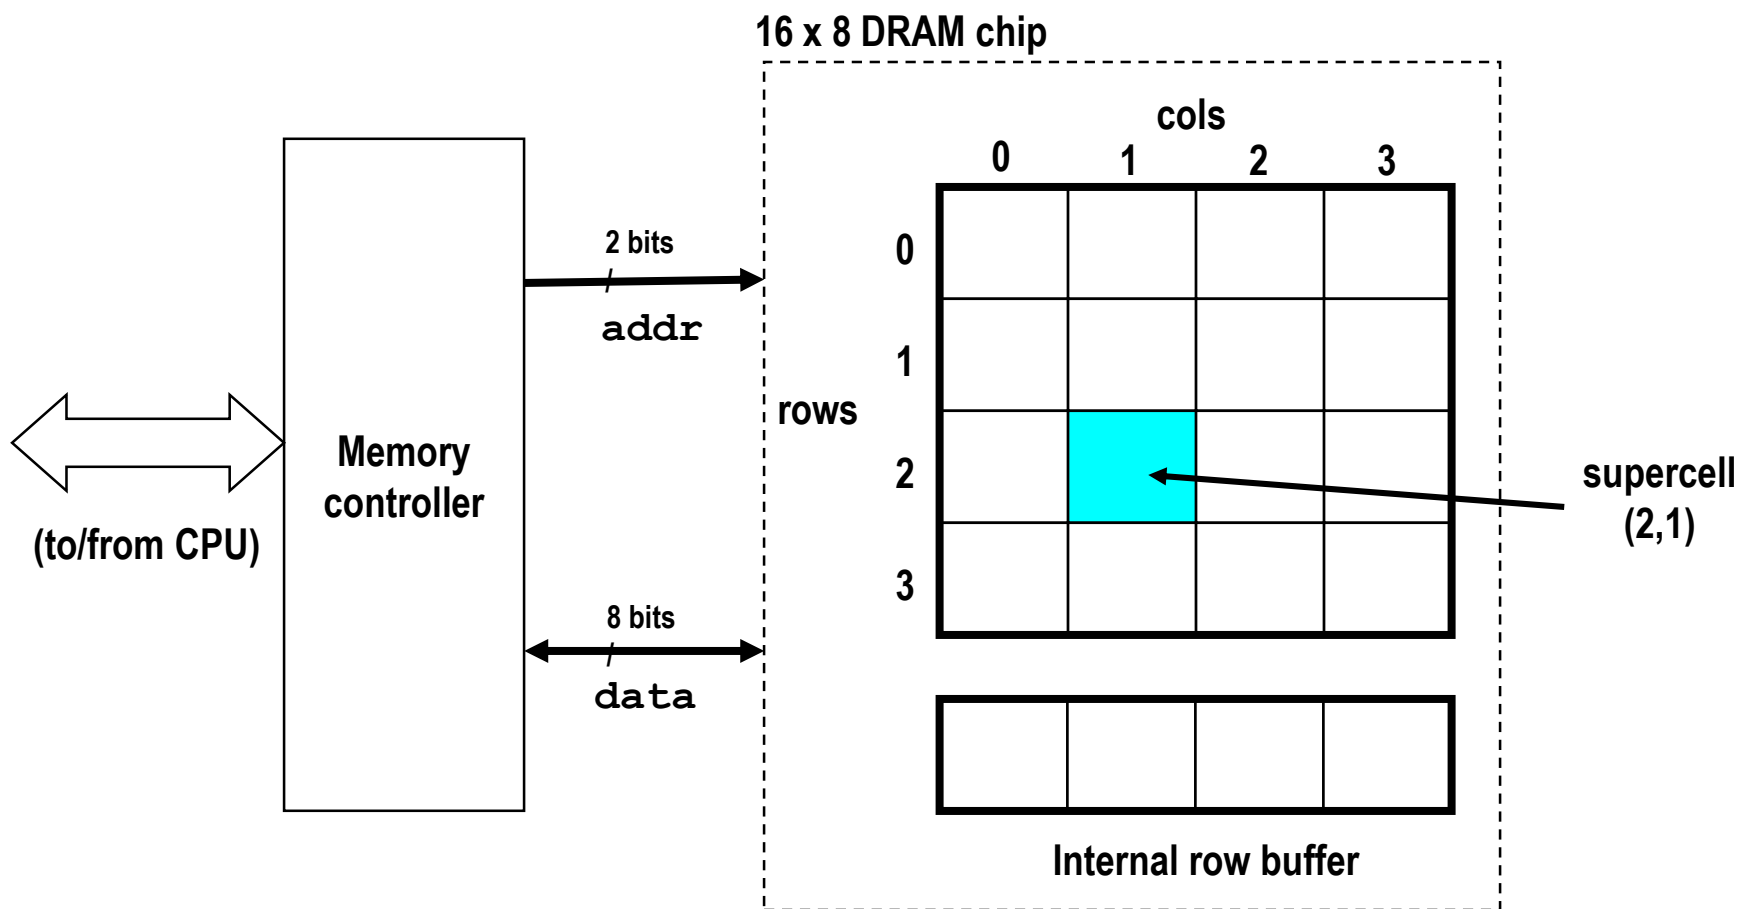 16 x 8 DRAM chip
cols
0 1 2 3
2 bits
addr
0
1
rows
2
3
Memory
controller
(to/from CPU)
supercell
(2,1)
8 bits
data
Internal row buffer